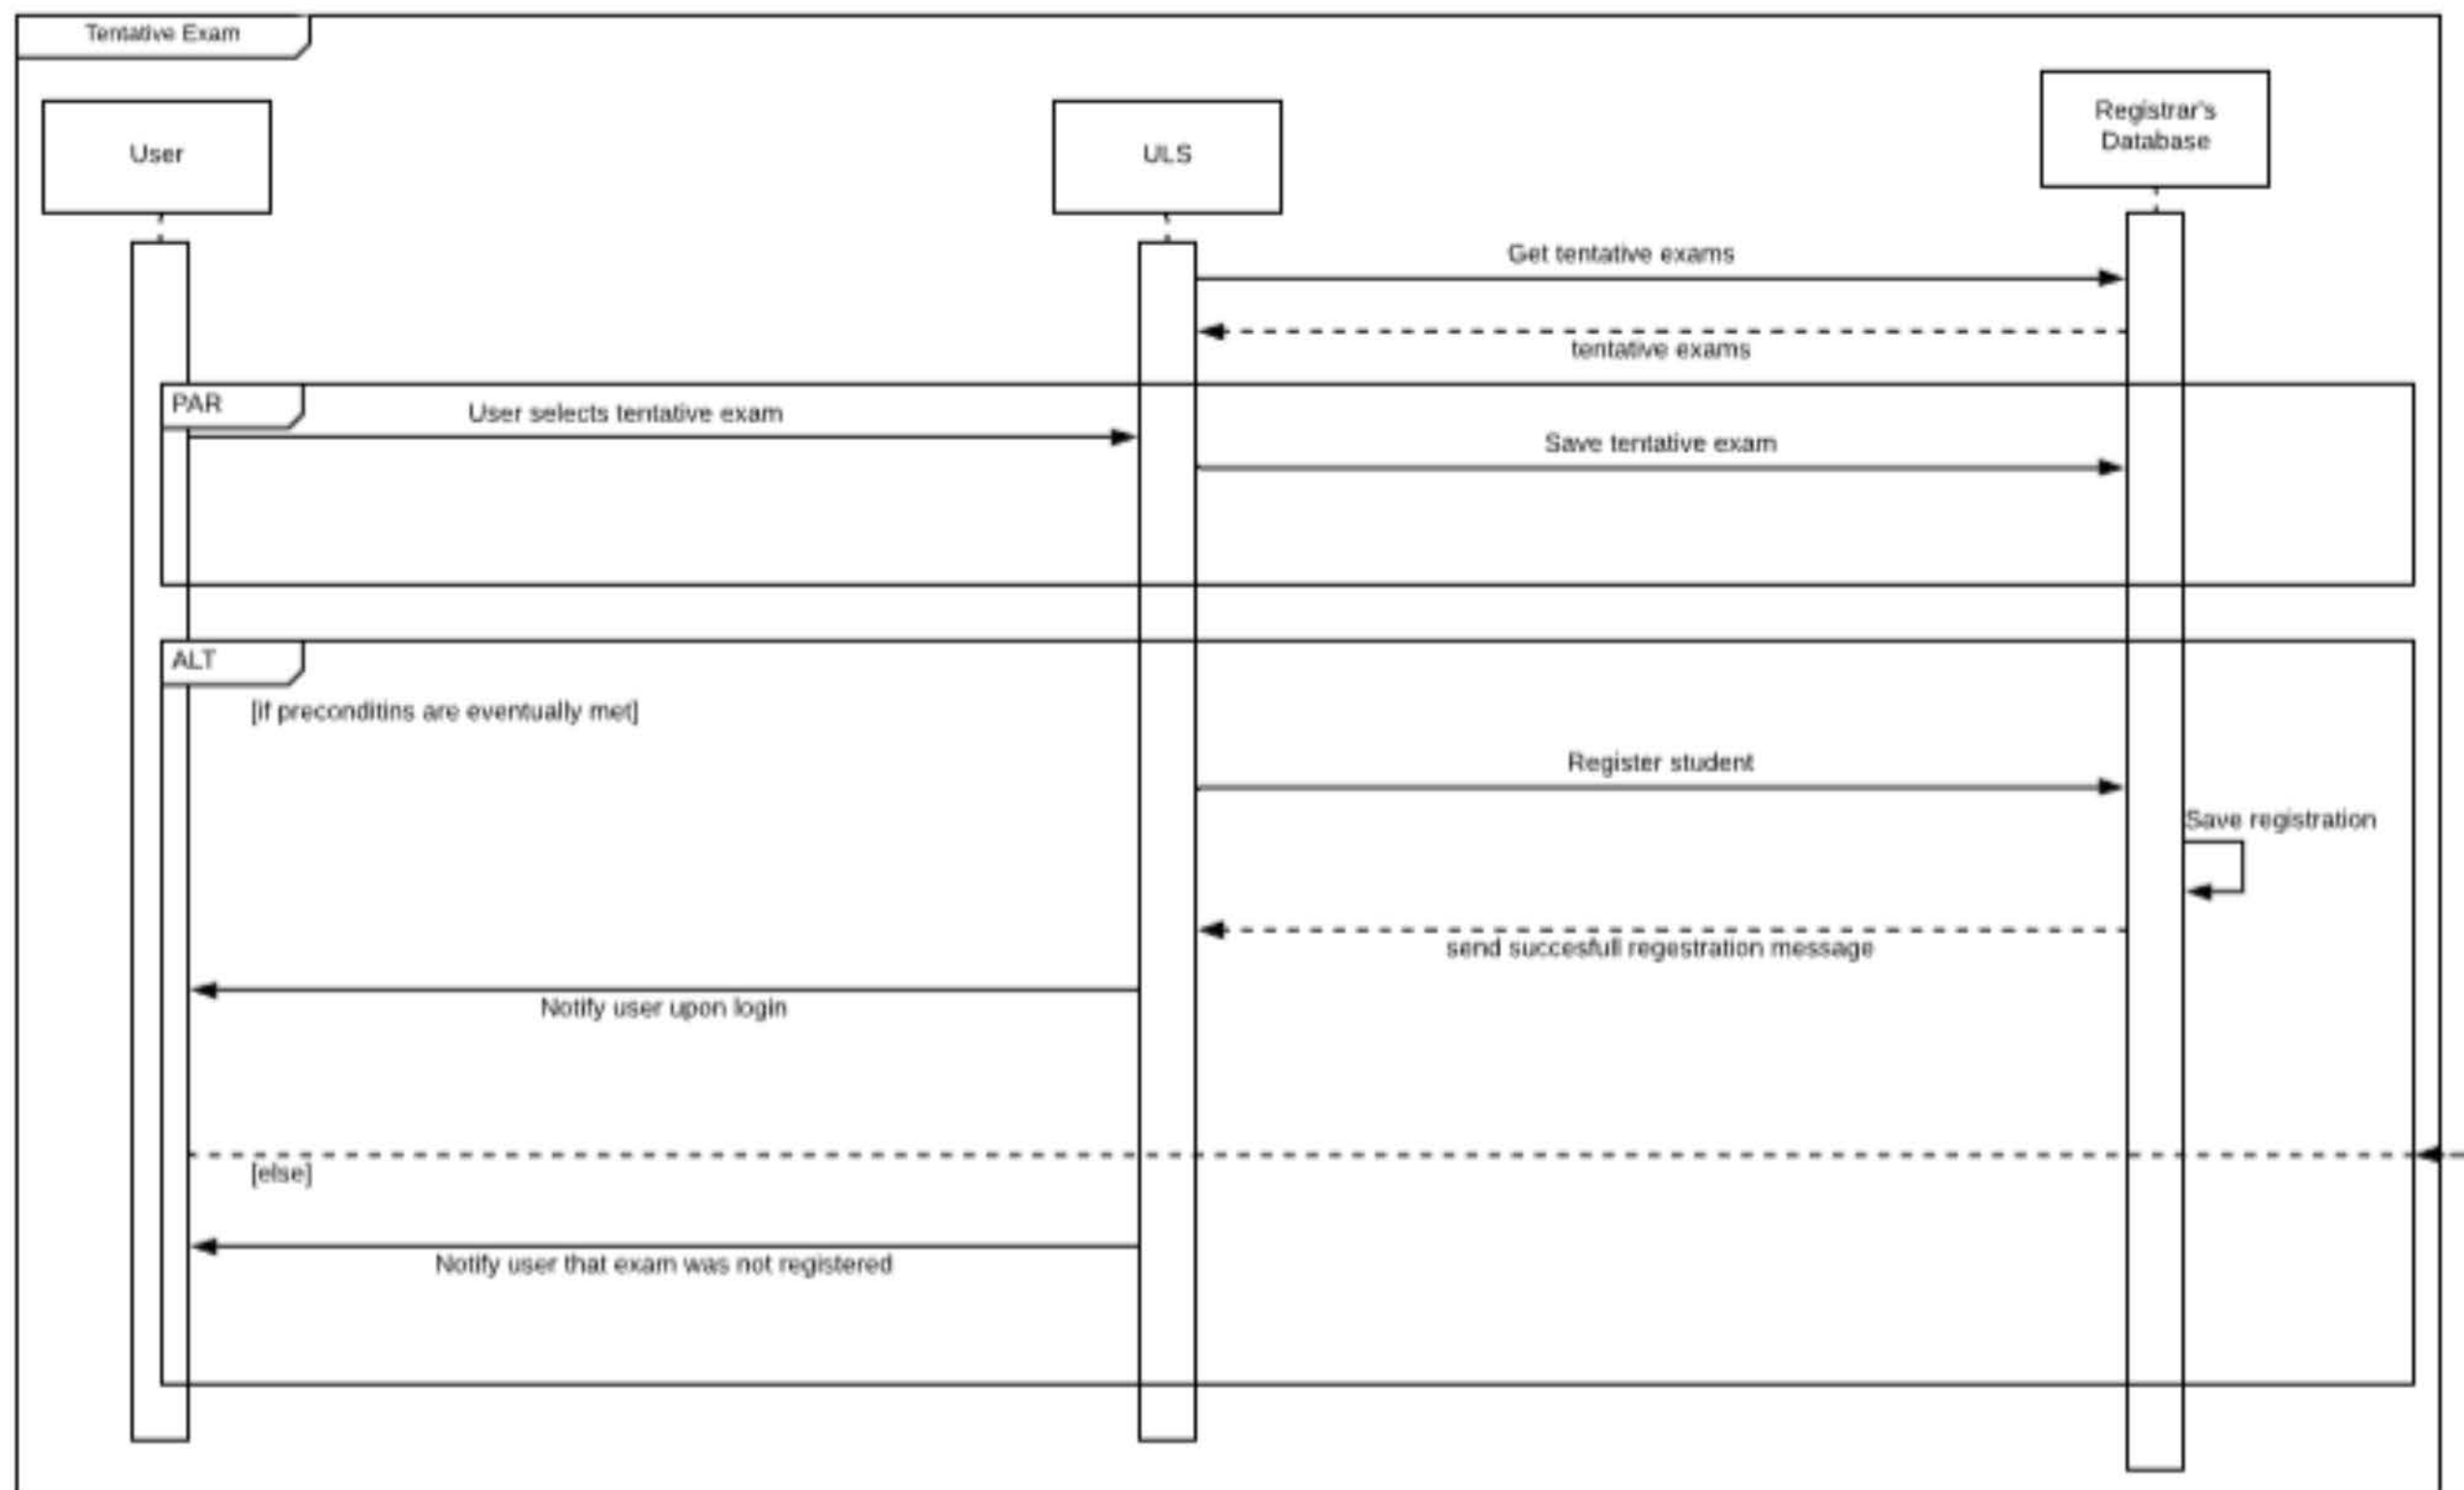 Tentative Exam
User
ULS
Registrar's
Database
Get tentative exams
tentative exams
PAR
User selects tentative exam
Save tentative exam
ALT
[if preconditins are eventually met]
Register student
Save registration
send succesfull regestration message
Notify user upon login
[else]
Notify user that exam was not registered